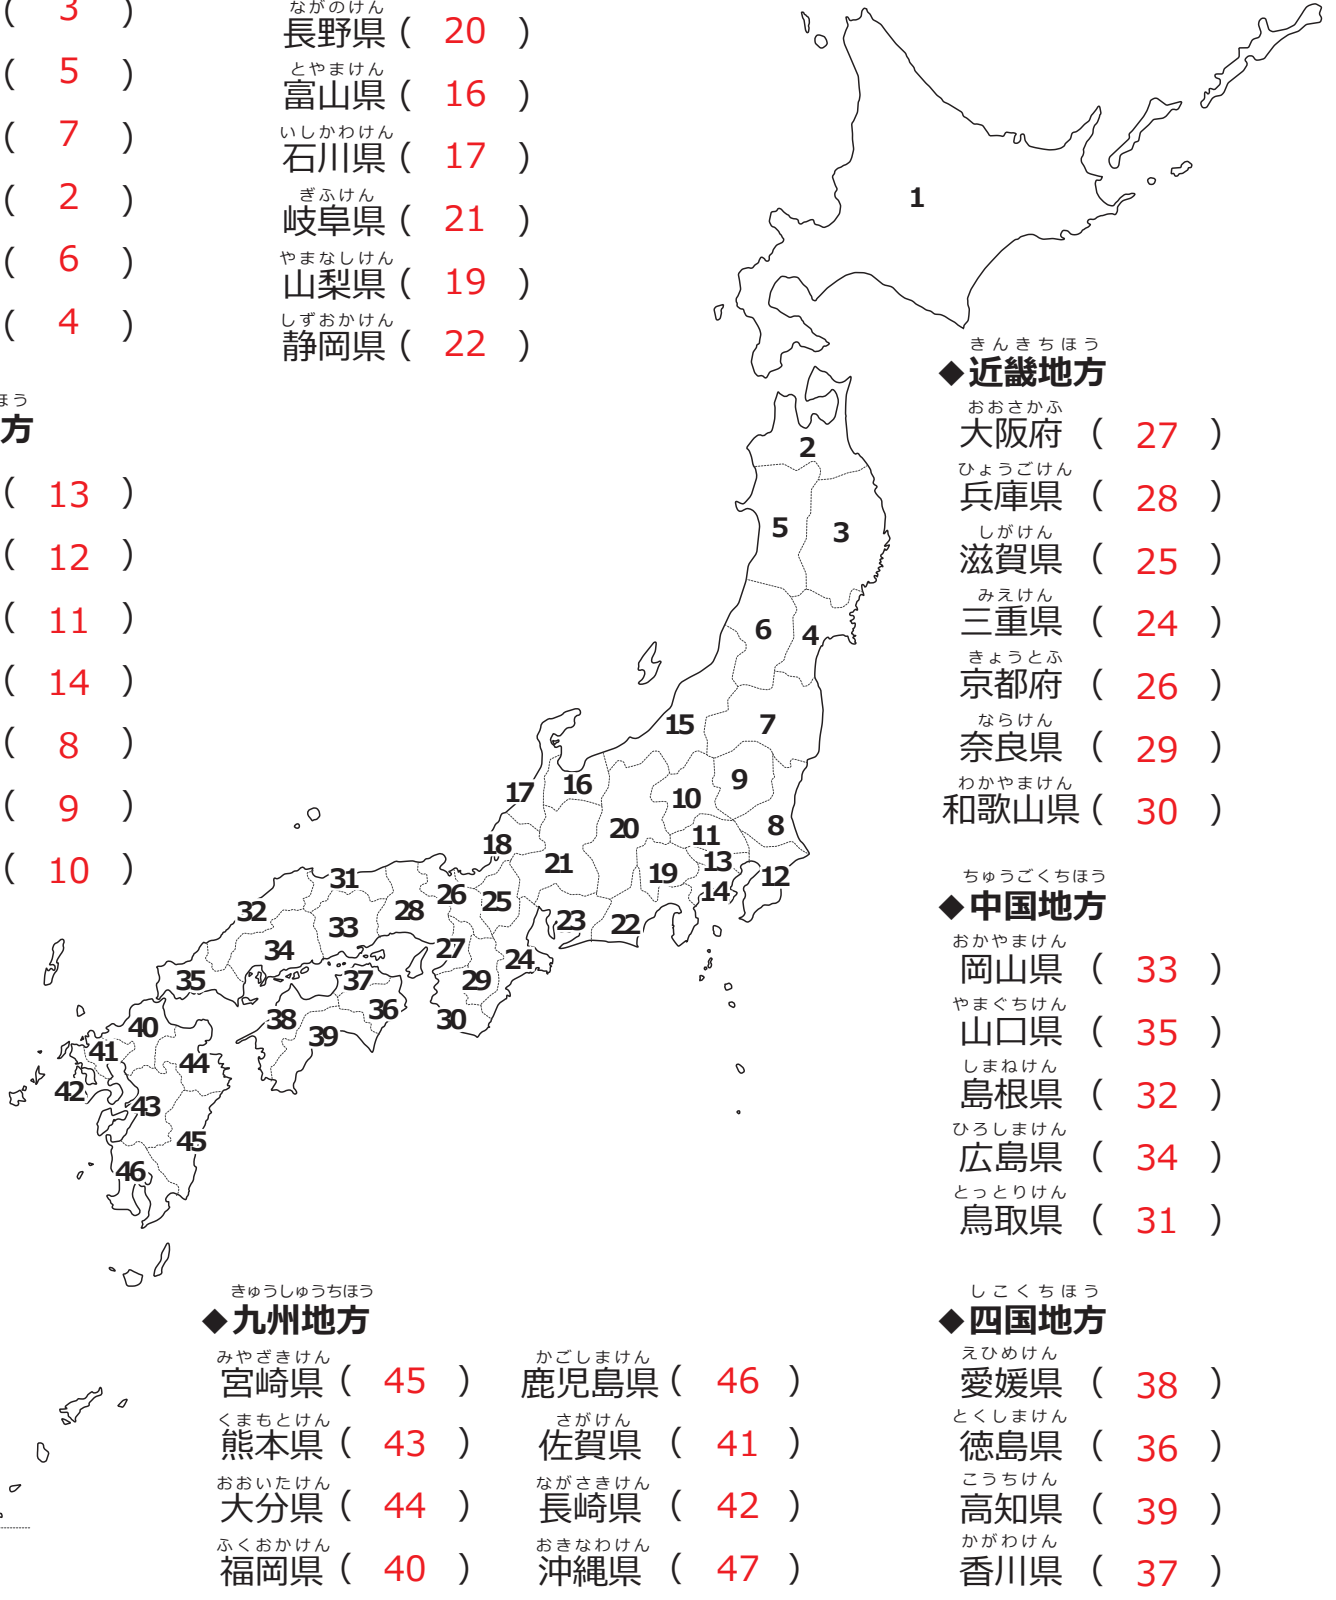 ( 3 )
( 5 )
( 7 )
( 2 )
( 6 )
( 4 )
ほう
方
( 13 )
( 12 )
( 11 )
( 14 )
( 8 )
( 9 )
( 10 )
ながのけん
長野県 ( 20 )
とやまけん
富山県 ( 16 )
いしかわけん
石川県 ( 17 )
ぎふけん
岐阜県 ( 21 )
やまなしけん
山梨県 ( 19 )
しずおかけん
静岡県 ( 22 )
1
2
5
3
6
4
15
7
9
17
16
10
20
8
18
11
21
13
19
12
14
31
26
25
32
28
33
23
22
34
27
24
35
37
29
36
38
30
40
39
41
44
42
43
45
46
きんきちほう
◆近畿地方
おおさかふ
大阪府 ( 27 )
ひょうごけん
兵庫県 ( 28 )
しがけん
滋賀県 ( 25 )
みえけん
三重県 ( 24 )
きょうとふ
京都府 ( 26 )
ならけん
奈良県 ( 29 )
わかやまけん
和歌山県 ( 30 )
ちゅうごくちほう
◆中国地方
おかやまけん
岡山県 ( 33 )
やまぐちけん
山口県 ( 35 )
しまねけん
島根県 ( 32 )
ひろしまけん
広島県 ( 34 )
とっとりけん
鳥取県 ( 31 )
きゅうしゅうちほう
◆九州地方
みやざきけん
宮崎県 ( 45 )
くまもとけん
熊本県 ( 43 )
おおいたけん
大分県 ( 44 )
ふくおかけん
福岡県 ( 40 )
かごしまけん
鹿児島県 ( 46 )
さがけん
佐賀県 ( 41 )
ながさきけん
長崎県 ( 42 )
おきなわけん
沖縄県 ( 47 )
しこくちほう
◆四国地方
えひめけん
愛媛県 ( 38 )
とくしまけん
徳島県 ( 36 )
こうちけん
高知県 ( 39 )
かがわけん
香川県 ( 37 )